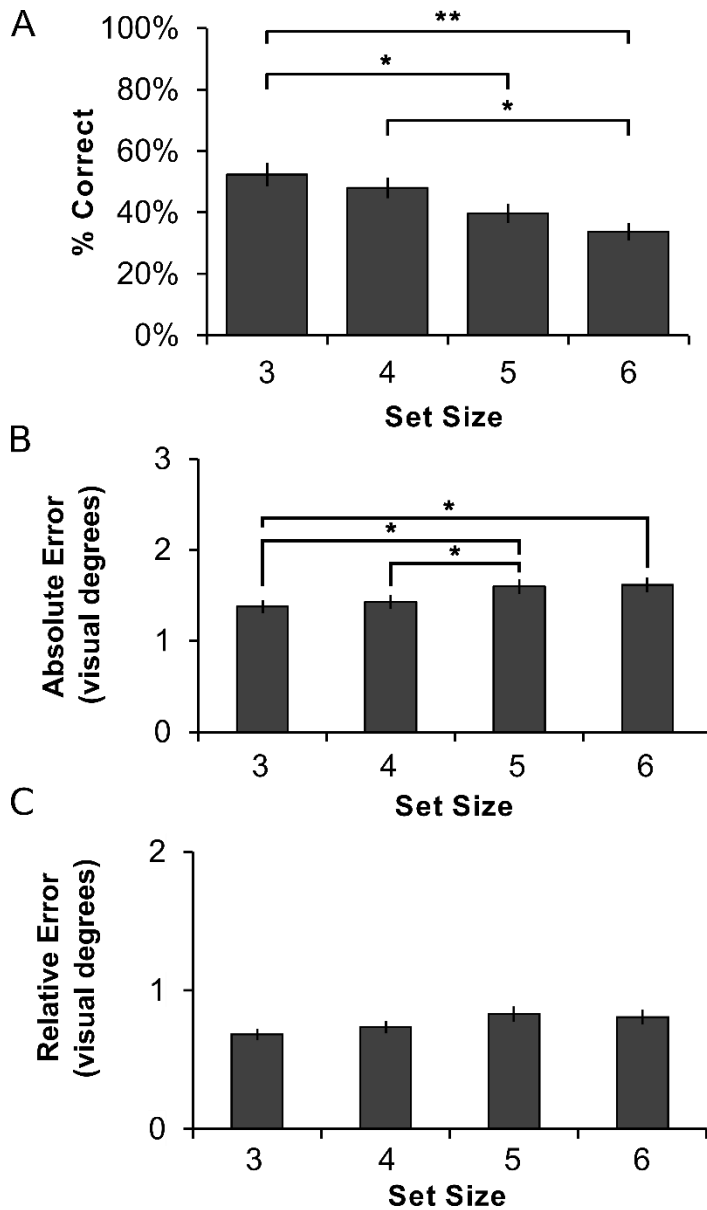 A
100%
80%
60%
40%
20%
0%
% Correct
**
*
*
3 4 5 6
Set Size
B
3
2
1
0
Absolute Error
(visual degrees)
*
*
*
3 4 5 6
Set Size
C
2
1
0
Relative Error
(visual degrees)
3 4 5 6
Set Size